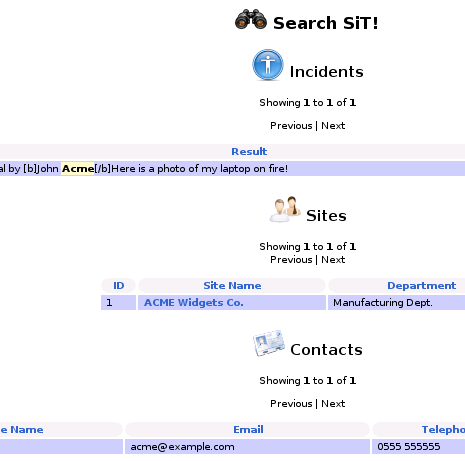 Search SiT!
Incidents
Showing 1 to 1 of 1
Previous | Next
Result
al by [b]John Acme[/b]Here is a photo of my laptop on fire!
Sites
Showing 1 to 1 of 1
Previous | Next
ID Site Name Department
1 ACME Widgets Co. Manufacturing Dept.
Contacts
Showing 1 to 1 of 1
Previous | Next
e Name Email Telepho
acme@example.com 0555 555555